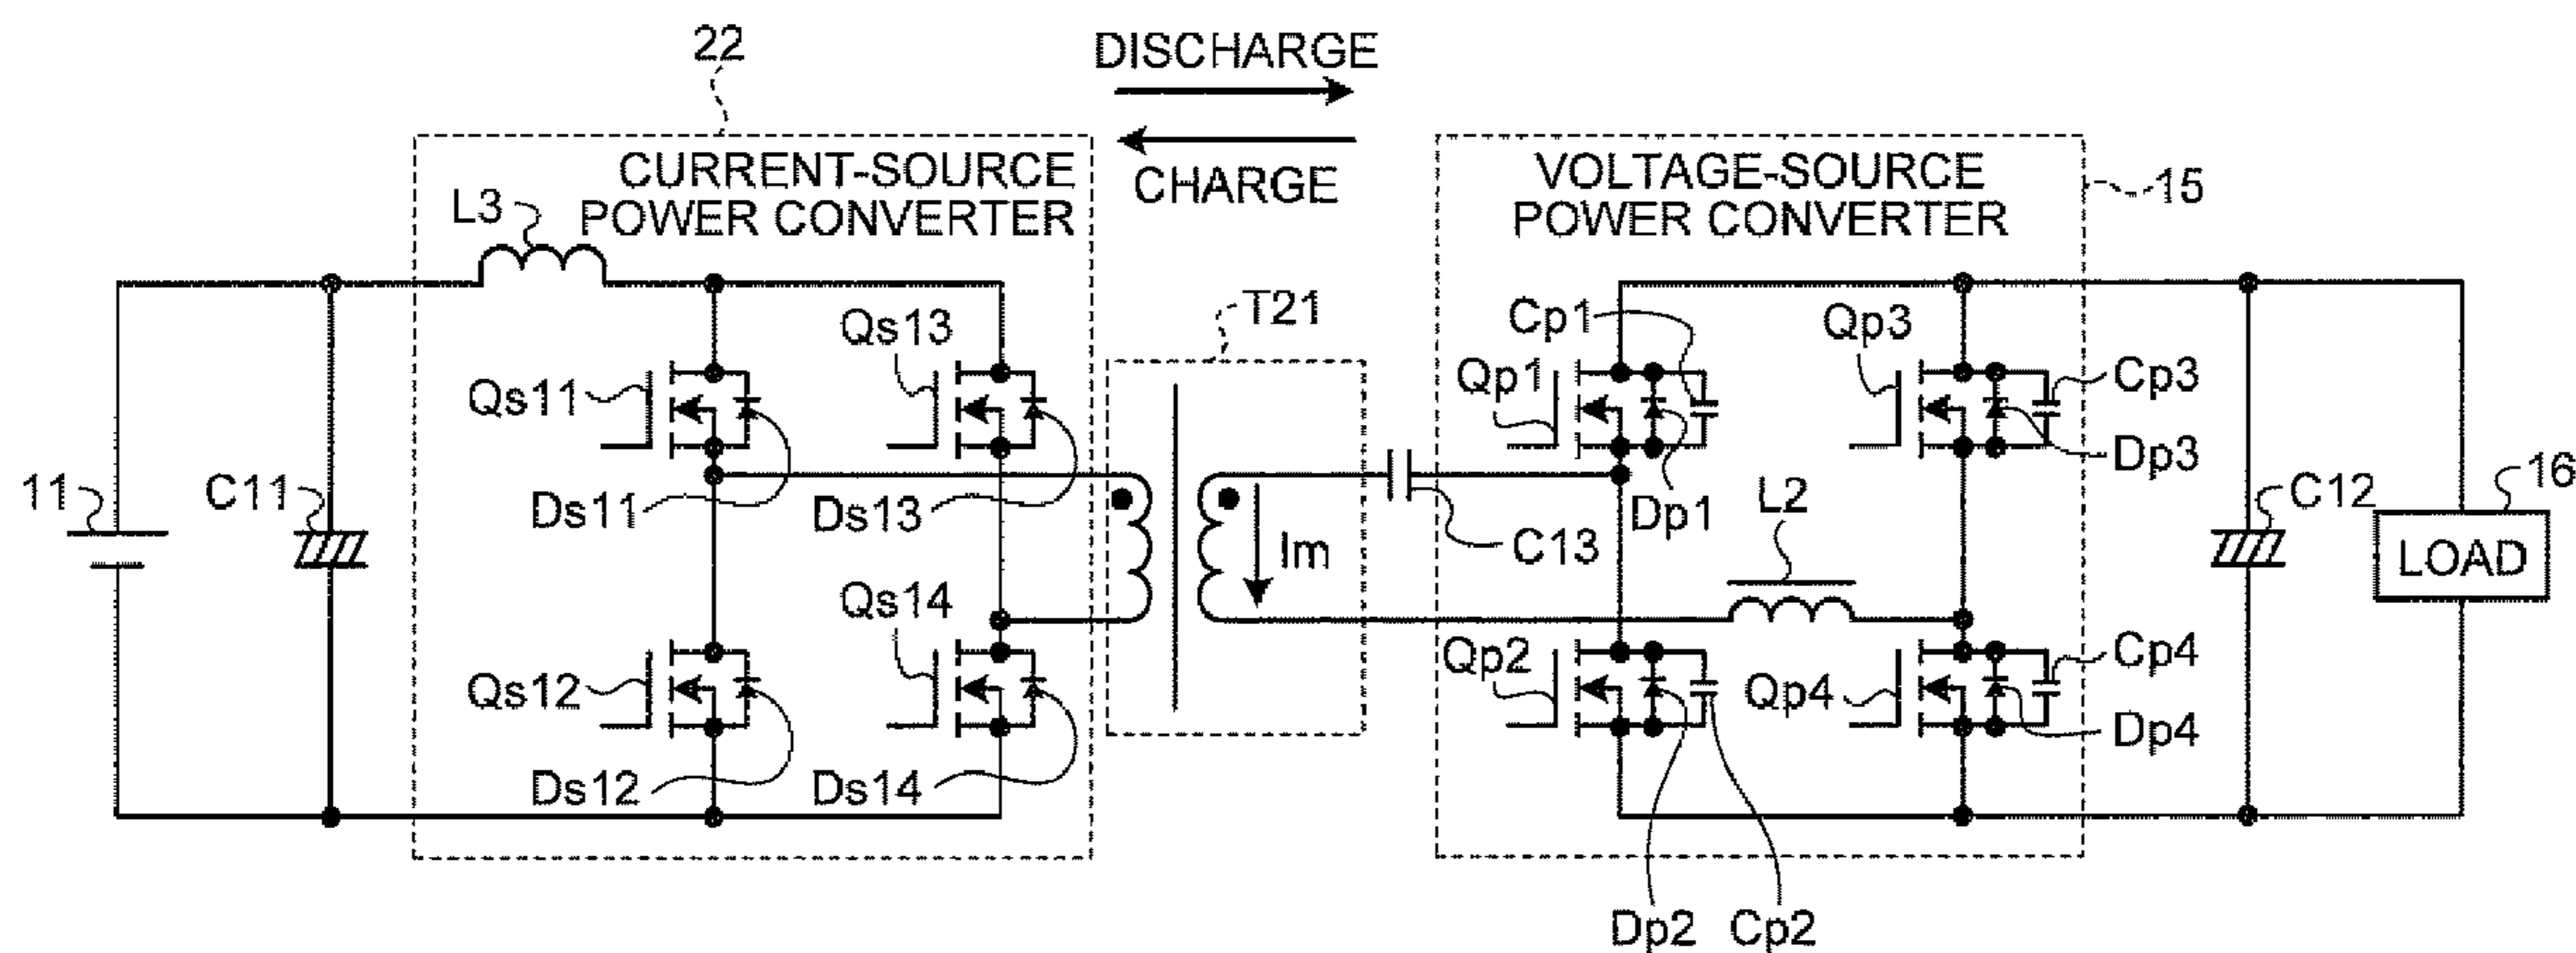 22
DISCHARGE
CHARGE
CURRENT-SOURCE
POWER CONVERTER
VOLTAGE-SOURCE
POWER CONVERTER
15
L3
T21
Qs13
Cp1
Qp3
Qs11
Qp1
Cp3
Dp3
11
C11
Ds11
Ds13
Im
C13
Dp1
L2
C12
16
LOAD
Qs14
Qs12
Qp2
Qp4
Cp4
Dp4
Ds12
Ds14
Dp2
Cp2